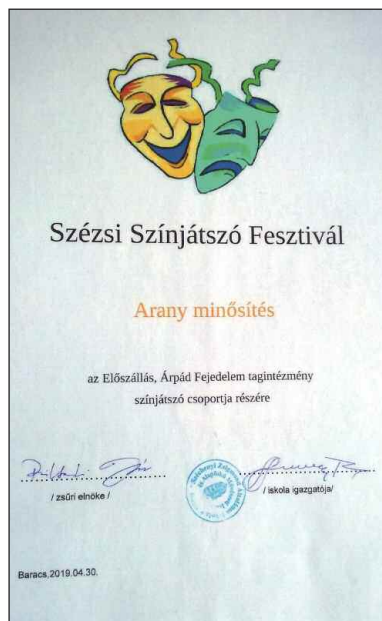 Szézsi Színjátszó Fesztivál
Arany minősítés
az Előszállás, Árpád Fejedelem tagintézmény
színjátszó csoportja részére
/ zsűri elnöke /
/ iskola igazgatója/
Baracs,2019.04.30.